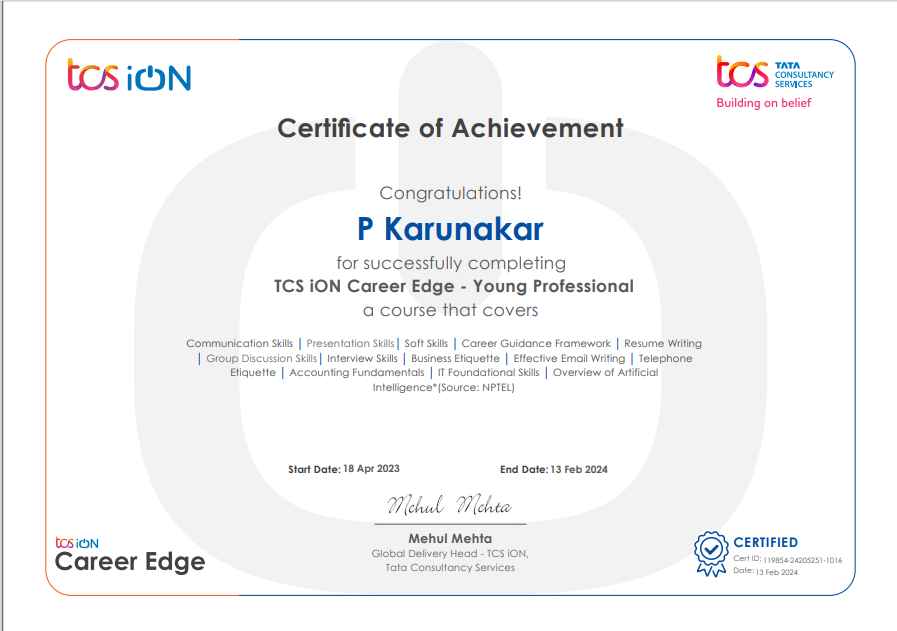 tcs iON
tcs TATA
CONSULTANCY
SERVICES
Building on belief
Certificate of Achievement
Congratulations!
P Karunakar
for successfully completing
TCS iON Career Edge - Young Professional
a course that covers
Communication Skills | Presentation Skills | Soft Skills | Career Guidance Framework | Resume Writing
| Group Discussion Skills | Interview Skills | Business Etiquette | Effective Email Writing | Telephone
Etiquette | Accounting Fundamentals | IT Foundational Skills | Overview of Artificial
Intelligence*(Source: NPTEL)
Start Date: 18 Apr 2023 End Date: 13 Feb 2024
Mehul Mehta
Mehul Mehta
Global Delivery Head - TCS iON,
Tata Consultancy Services
tcs iON
Career Edge
CERTIFIED
Cert ID: 119854-24205251-1016
Date: 13 Feb 2024